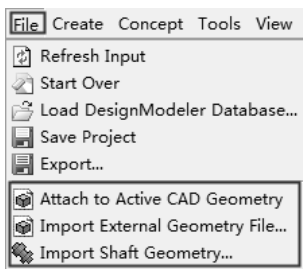 File Create Concept Tools View
Refresh Input
Start Over
Load DesignModeler Database...
Save Project
Export...
Attach to Active CAD Geometry
Import External Geometry File...
Import Shaft Geometry...